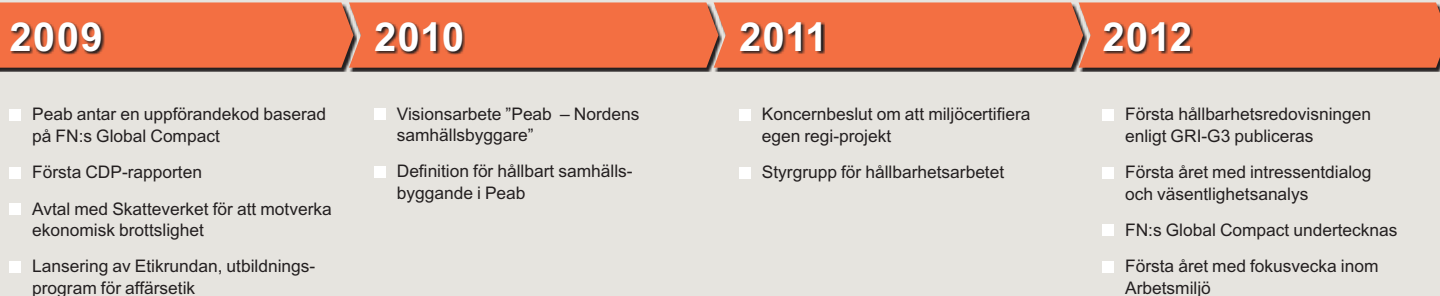 2009
Peab antar en uppförandekod baserad
på FN:s Global Compact
Första CDP-rapporten
Avtal med Skatteverket för att motverka
ekonomisk brottslighet
Lansering av Etikrundan, utbildnings-
program för affärsetik
2010
Visionsarbete ”Peab – Nordens
samhällsbyggare”
Definition för hållbart samhälls-
byggande i Peab
2011
Koncernbeslut om att miljöcertifiera
egen regi-projekt
Styrgrupp för hållbarhetsarbetet
2012
Första hållbarhetsredovisningen
enligt GRI-G3 publiceras
Första året med intressentdialog
och väsentlighetsanalys
FN:s Global Compact undertecknas
Första året med fokusvecka inom
Arbetsmiljö